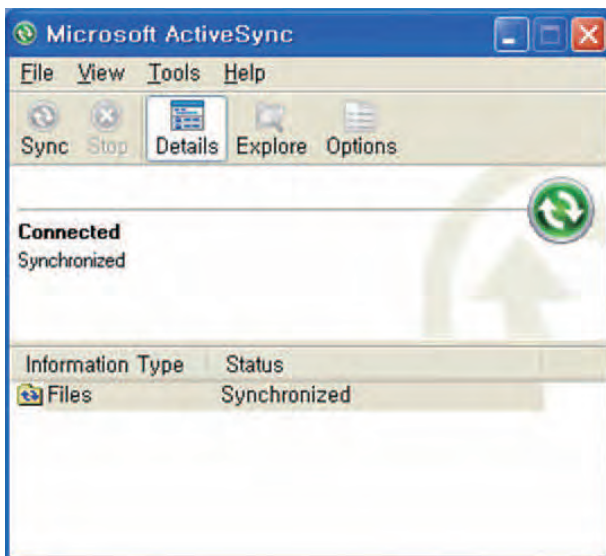 Microsoft ActiveSync
File View Tools Help
Sync Stop Details Explore Options
Connected
Synchronized
Information Type Status
Files Synchronized